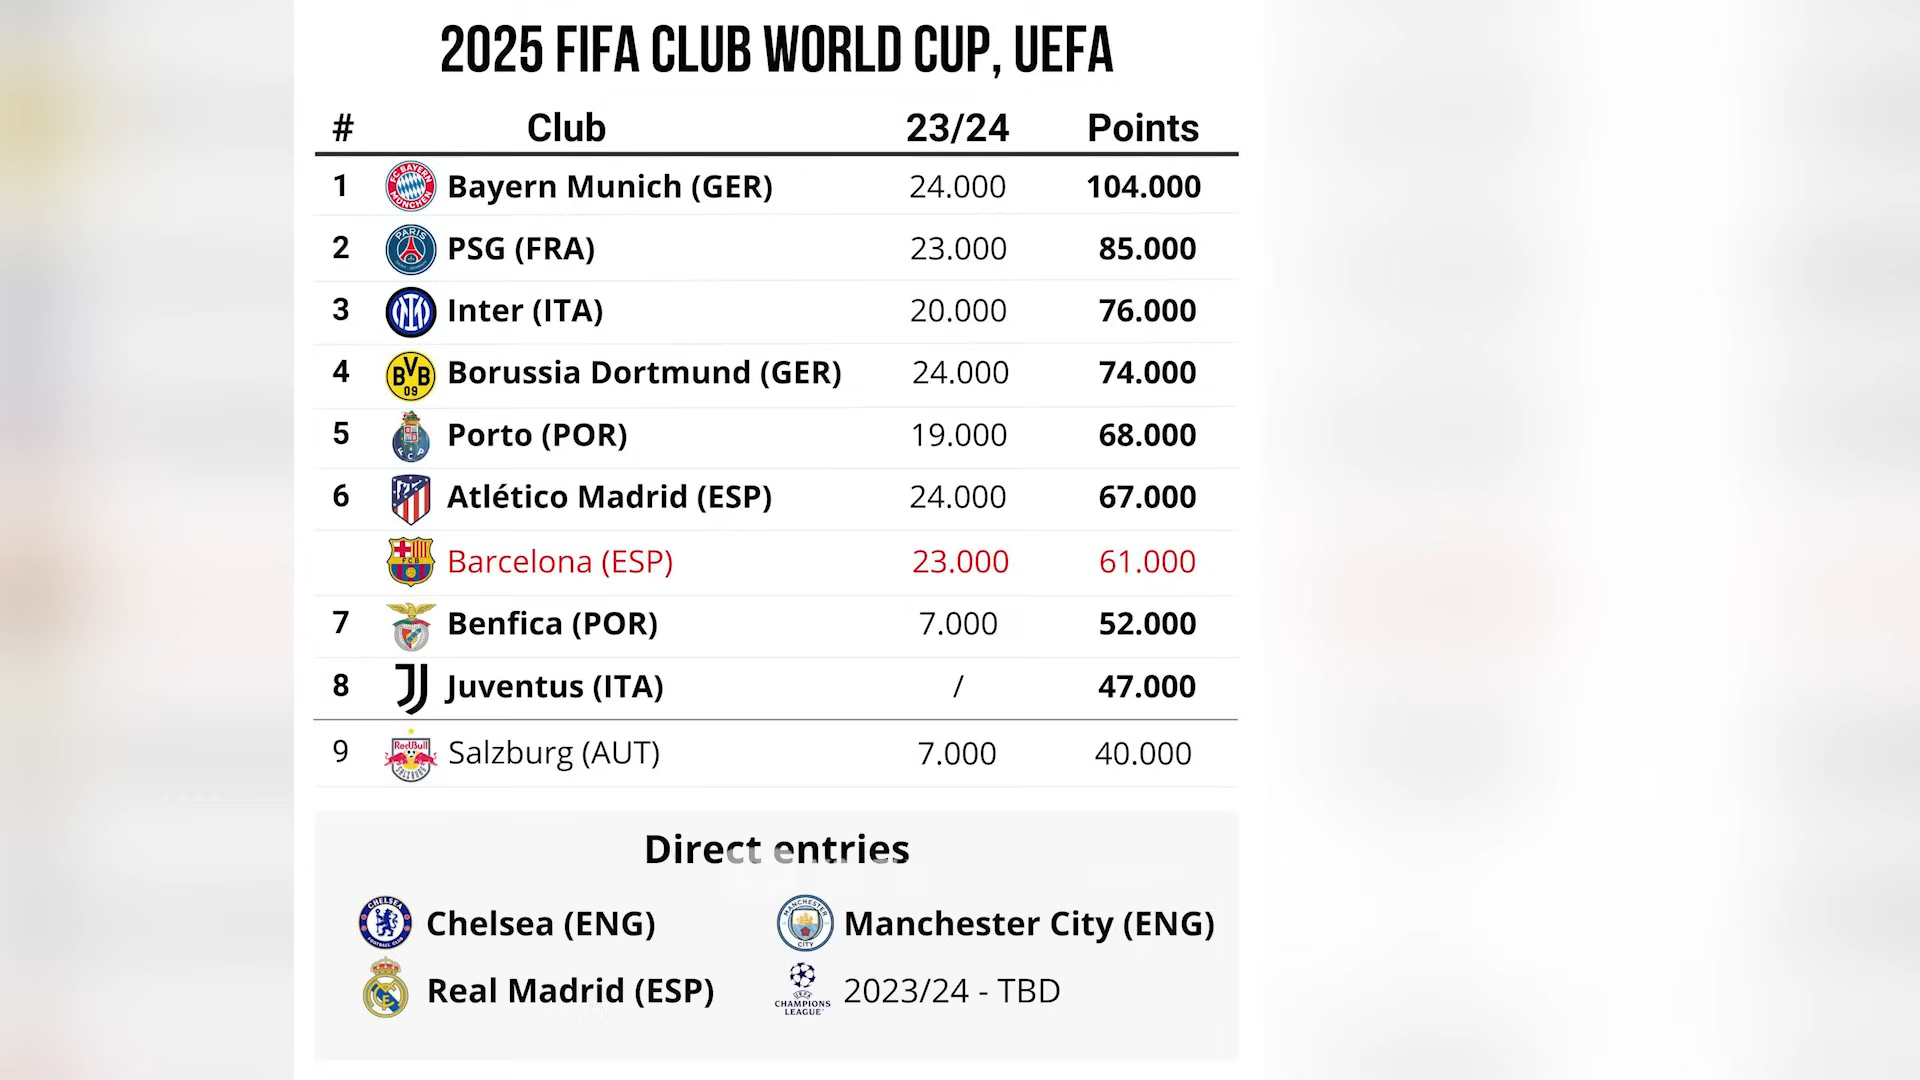 2025 FIFA CLUB WORLD CUP, UEFA
# Club 23/24 Points
1 Bayern Munich (GER) 24.000 104.000
2 PSG (FRA) 23.000 85.000
3 Inter (ITA) 20.000 76.000
4 Borussia Dortmund (GER) 24.000 74.000
5 Porto (POR) 19.000 68.000
6 Atlético Madrid (ESP) 24.000 67.000
Barcelona (ESP) 23.000 61.000
7 Benfica (POR) 7.000 52.000
8 Juventus (ITA) / 47.000
9 Salzburg (AUT) 7.000 40.000
Direct entries
Chelsea (ENG) Manchester City (ENG)
Real Madrid (ESP) UEFA CHAMPIONS LEAGUE 2023/24 - TBD